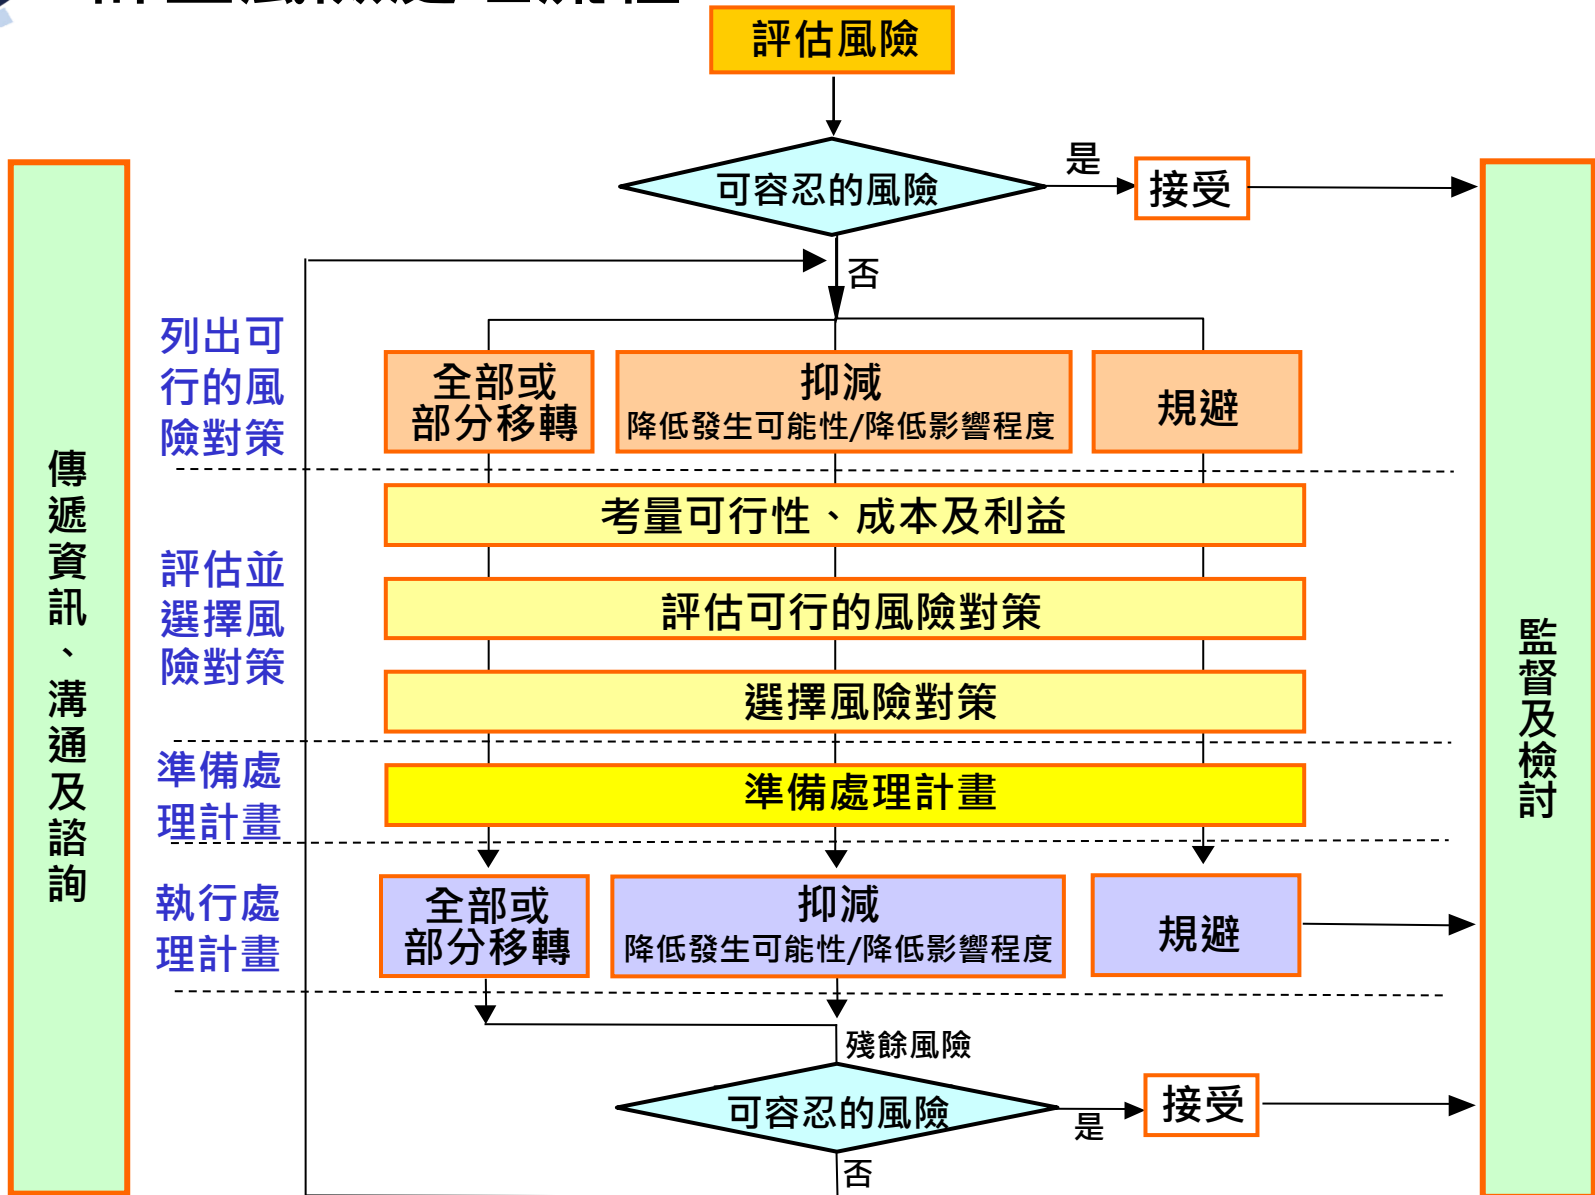 評估風險
可容忍的風險
是
接受
否
列出可
行的風
險對策
全部或
部分移轉
抑減
降低發生可能性/降低影響程度
規避
考量可行性、成本及利益
評估並
選擇風
險對策
評估可行的風險對策
選擇風險對策
準備處
理計畫
準備處理計畫
執行處
理計畫
全部或
部分移轉
抑減
降低發生可能性/降低影響程度
規避
殘餘風險
可容忍的風險
是
接受
否
傳遞資訊、溝通及諮詢
監督及檢討